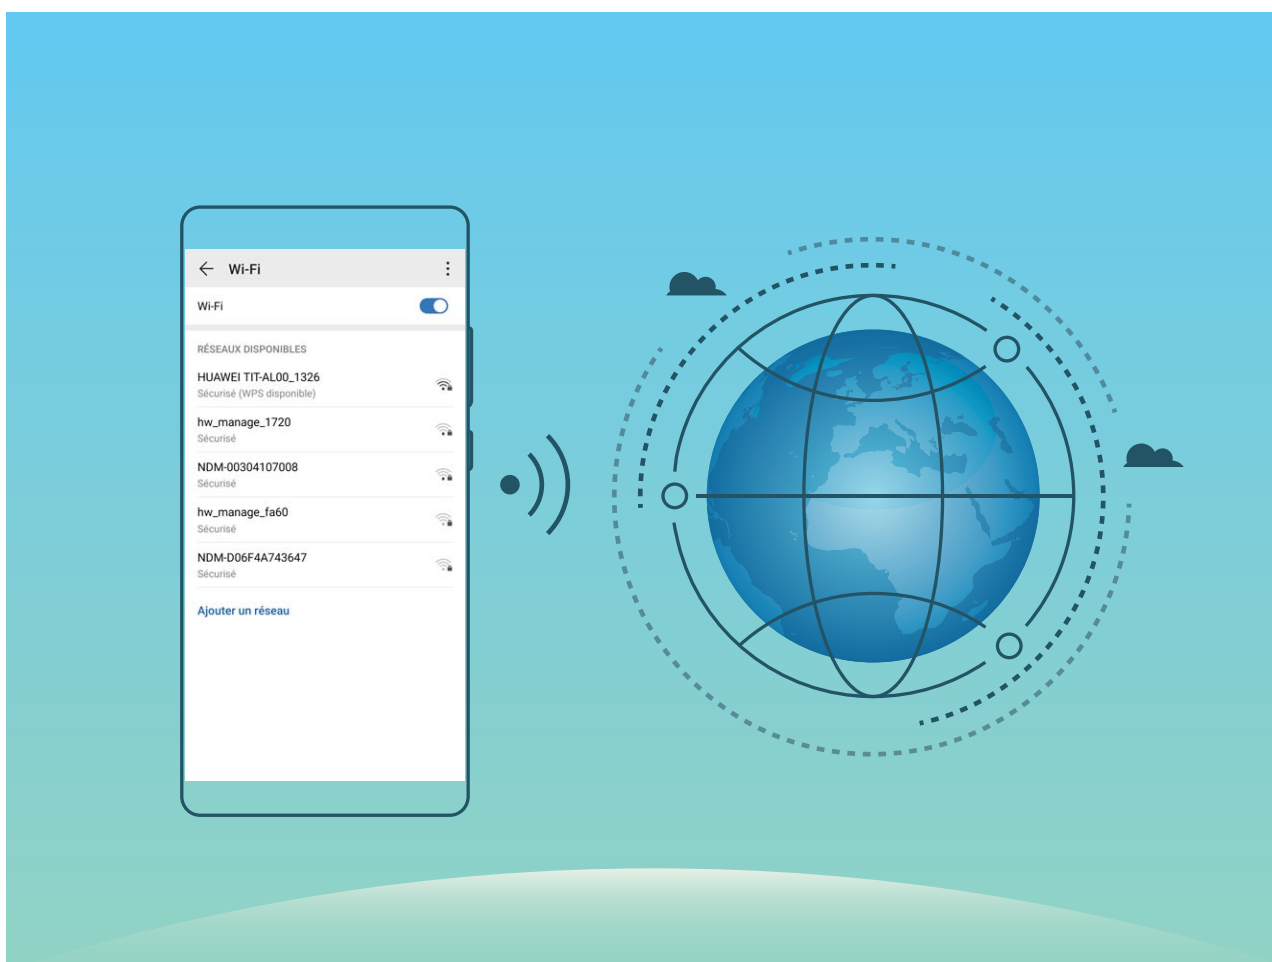 Wi-Fi
Wi-Fi
RÉSEAUX DISPONIBLES
HUAWEI TIT-AL00_1326
Sécurisé (WPS disponible)
hw_manage_1720
Sécurisé
NDM-00304107008
Sécurisé
hw_manage_fa60
Sécurisé
NDM-D06F4A743647
Sécurisé
Ajouter un réseau